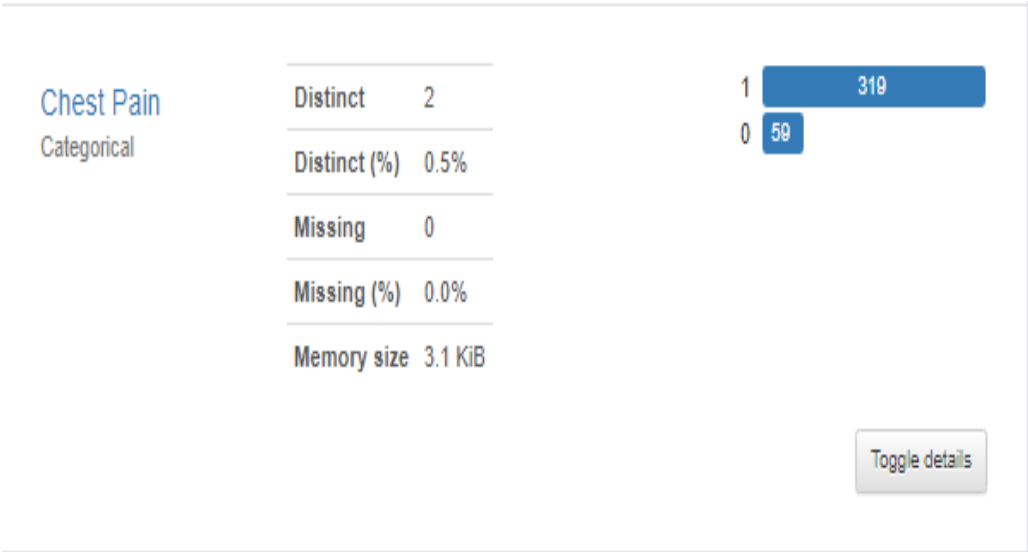 Chest Pain
Categorical
Distinct 2
Distinct (%) 0.5%
Missing 0
Missing (%) 0.0%
Memory size 3.1 KiB
1 319
0 59
Toggle details